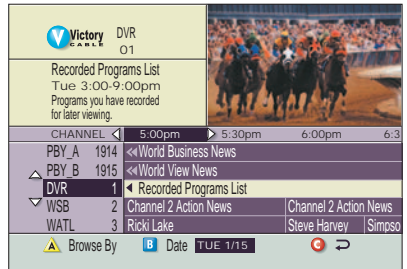 Victory CABLE
DVR
01
Recorded Programs List
Tue 3:00-9:00pm
Programs you have recorded
for later viewing.
CHANNEL 5:00pm 5:30pm 6:00pm 6:3
PBY_A 1914 World Business News
PBY_B 1915 World View News
DVR 1 Recorded Programs List
WSB 2 Channel 2 Action News Channel 2 Action News
WATL 3 Ricki Lake Steve Harvey Simpso
A Browse By B Date TUE 1/15 C